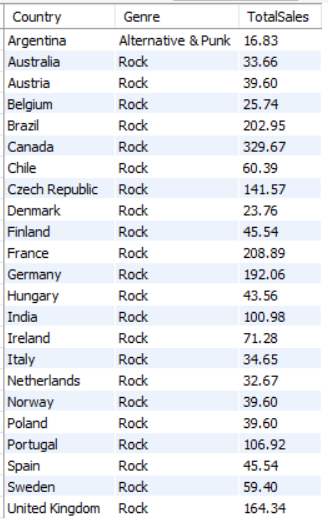 Country Genre TotalSales
Argentina Alternative & Punk 16.83
Australia Rock 33.66
Austria Rock 39.60
Belgium Rock 25.74
Brazil Rock 202.95
Canada Rock 329.67
Chile Rock 60.39
Czech Republic Rock 141.57
Denmark Rock 23.76
Finland Rock 45.54
France Rock 208.89
Germany Rock 192.06
Hungary Rock 43.56
India Rock 100.98
Ireland Rock 71.28
Italy Rock 34.65
Netherlands Rock 32.67
Norway Rock 39.60
Poland Rock 39.60
Portugal Rock 106.92
Spain Rock 45.54
Sweden Rock 59.40
United Kingdom Rock 164.34